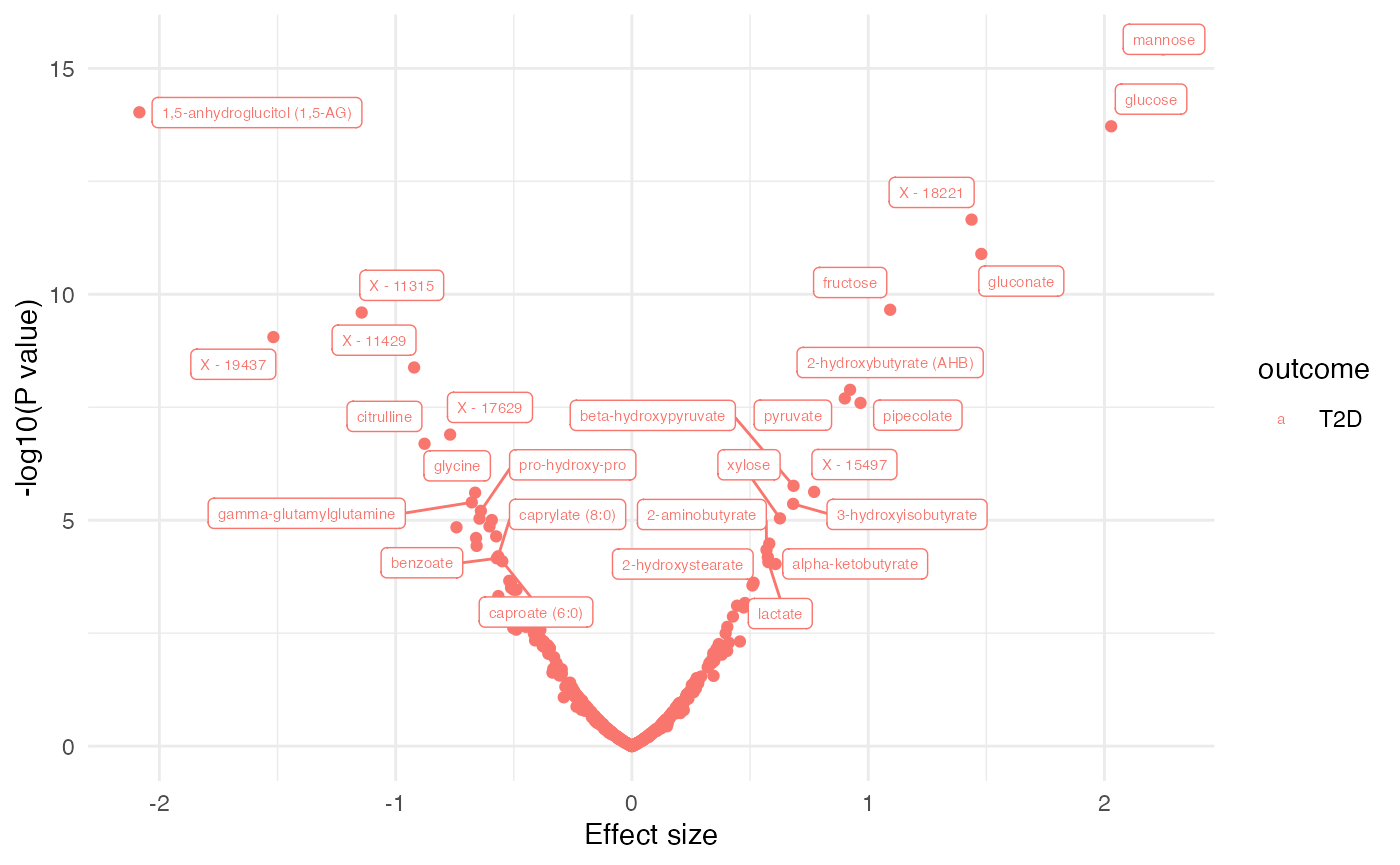 mannose
15
glucose
1,5-anhydroglucitol (1,5-AG)
X - 18221
10
X - 11315
fructose
gluconate
X - 11429
X - 19437
2-hydroxybutyrate (AHB)
outcome
a T2D
citrulline
X - 17629
beta-hydroxypyruvate
pyruvate
pipecolate
glycine
pro-hydroxy-pro
xylose
X - 15497
5
gamma-glutamylglutamine
caprylate (8:0)
2-aminobutyrate
3-hydroxyisobutyrate
benzoate
2-hydroxystearate
alpha-ketobutyrate
caproate (6:0)
lactate
0
-log10(P value)
-2 -1 0 1 2
Effect size